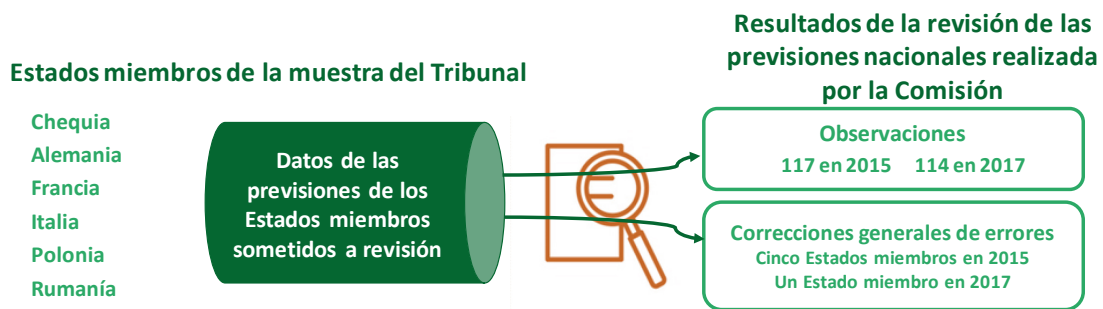 Estados miembros de la muestra del Tribunal
Chequia
Alemania
Francia
Italia
Polonia
Rumanía
Datos de las
previsiones de los
Estados miembros
sometidos a revisión
Resultados de la revisión de las
previsiones nacionales realizada
por la Comisión
Observaciones
117 en 2015 114 en 2017
Correcciones generales de errores
Cinco Estados miembros en 2015
Un Estado miembro en 2017